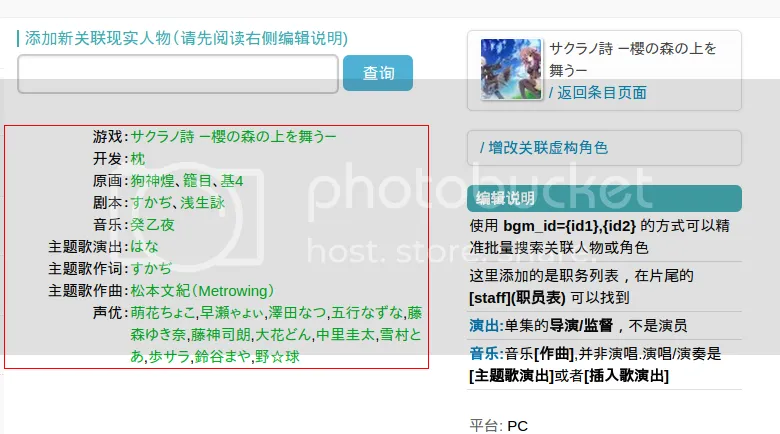 添加新关联现实人物（请先阅读右侧编辑说明）
查询
游戏：サクラノ詩 －櫻の森の上を舞う－
开发：枕
原画：狗神煌、籠目、基4
剧本：すかぢ、浅生詠
音乐：癸乙夜
主题歌演出：はな
主题歌作词：すかぢ
主题歌作曲：松本文紀（Metrowing）
声优：萌花ちょこ,早瀬ゃょぃ,澤田なつ,五行なずな,藤
森ゆき奈,藤神司朗,大花どん,中里圭太,雪村と
あ,歩サラ,鈴谷まや,野☆球
サクラノ詩 －櫻の森の上を
舞う－
/ 返回条目页面
/ 增改关联虚构角色
编辑说明
使用 bgm_id={id1},{id2} 的方式可以精
准批量搜索关联人物或角色
这里添加的是职务列表，在片尾的
[staff](职员表) 可以找到
演出:单集的导演/监督，不是演员
音乐:音乐[作曲],并非演唱.演唱/演奏是
[主题歌演出]或者[插入歌演出]
平台: PC
photobucket
host. store. share.